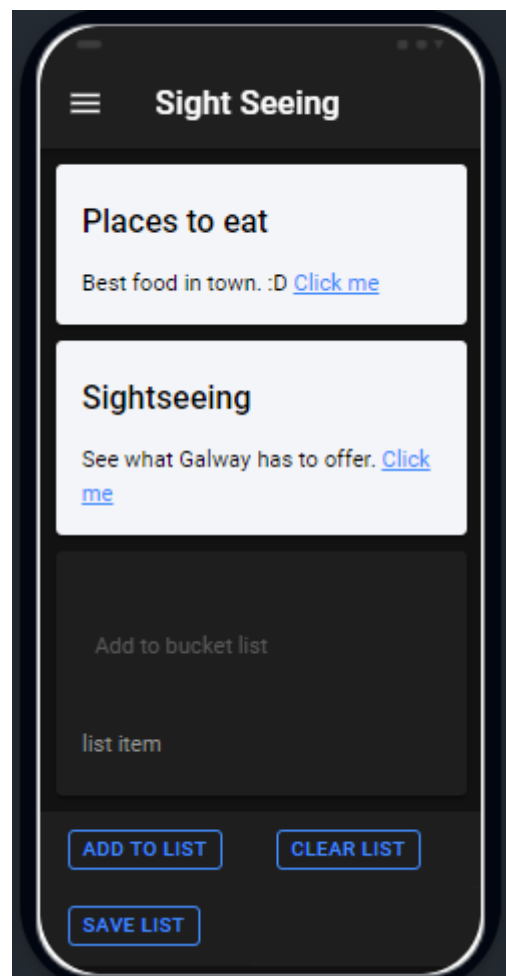 Sight Seeing
Places to eat
Best food in town. :D Click me
Sightseeing
See what Galway has to offer. Click
me
Add to bucket list
list item
ADD TO LIST CLEAR LIST
SAVE LIST